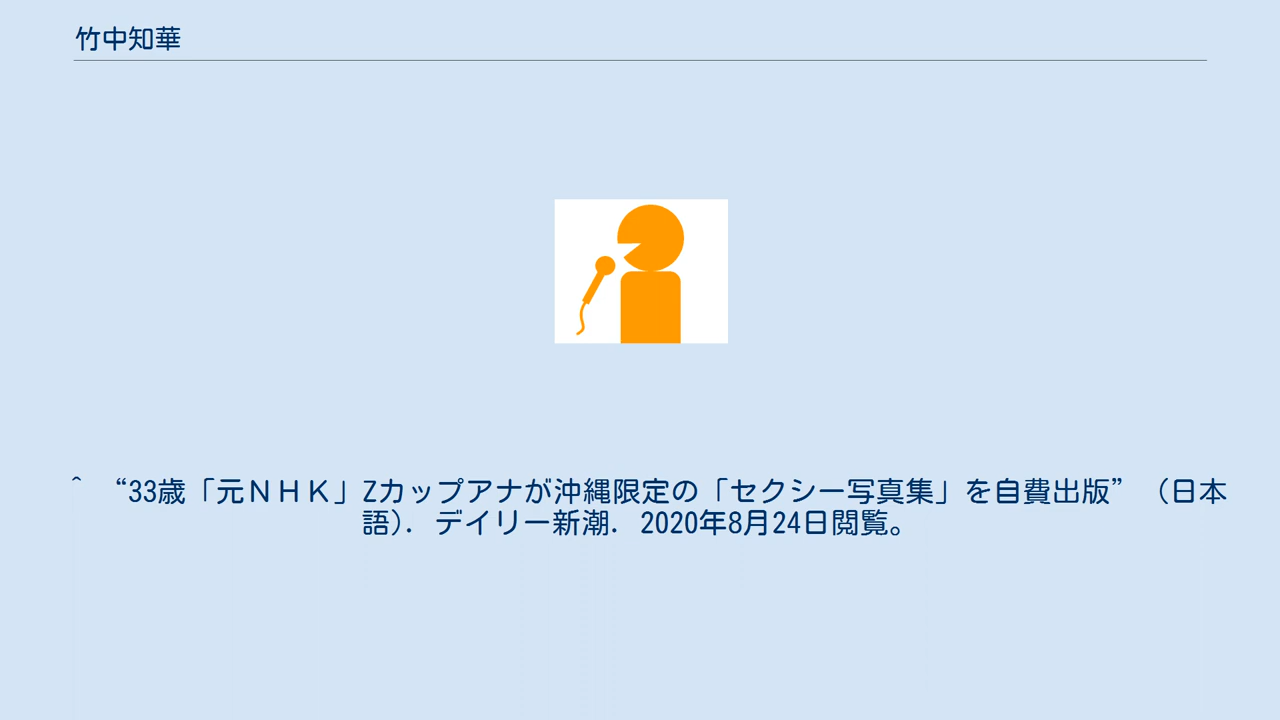 竹中知華
^ “33歳「元ＮＨＫ」Zカップアナが沖縄限定の「セクシー写真集」を自費出版” （日本
語). デイリー新潮. 2020年8月24日閲覧。